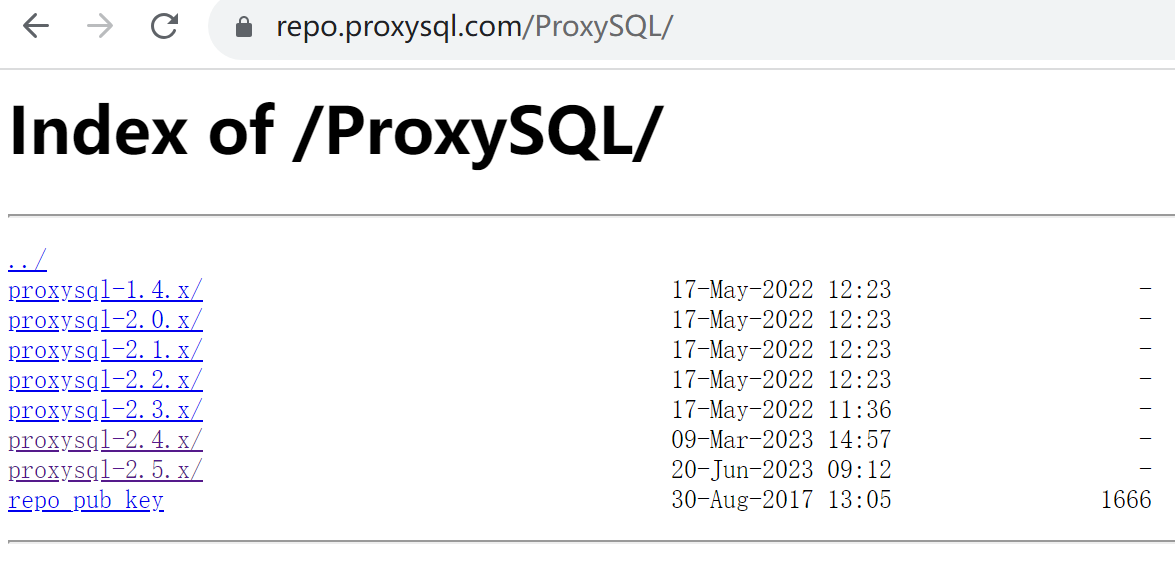 repo.proxysql.com/ProxySQL/
Index of /ProxySQL/
../
proxysql-1.4.x/ 17-May-2022 12:23 -
proxysql-2.0.x/ 17-May-2022 12:23 -
proxysql-2.1.x/ 17-May-2022 12:23 -
proxysql-2.2.x/ 17-May-2022 12:23 -
proxysql-2.3.x/ 17-May-2022 11:36 -
proxysql-2.4.x/ 09-Mar-2023 14:57 -
proxysql-2.5.x/ 20-Jun-2023 09:12 -
repo_pub_key 30-Aug-2017 13:05 1666